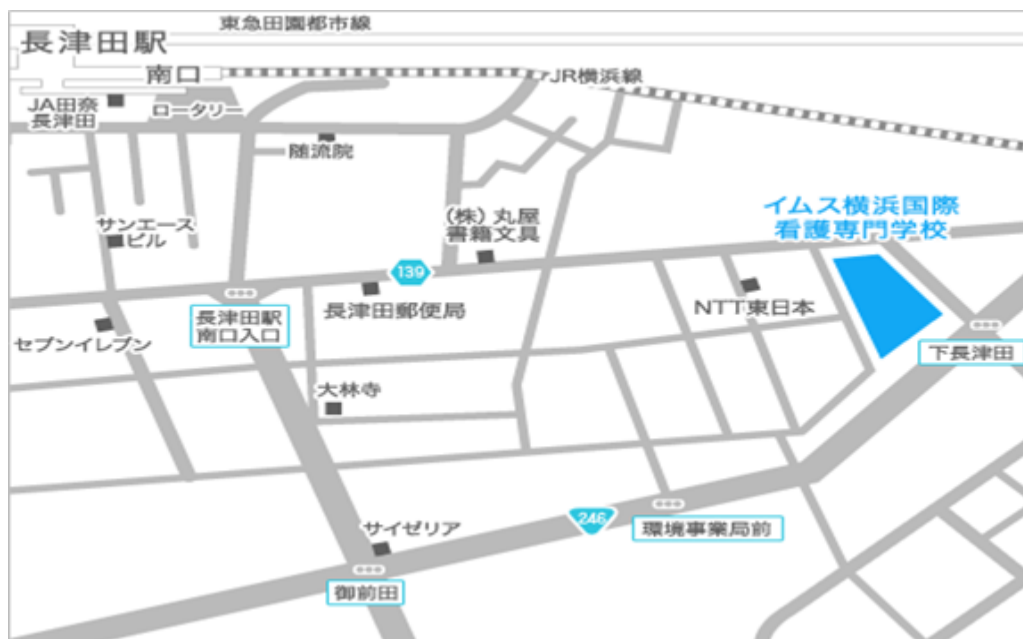 東急田園都市線
長津田駅
南口
JR横浜線
JA田奈
長津田
ロータリー
随流院
イムス横浜国際
看護専門学校
(株)丸屋
書籍文具
サンエース
ビル
139
長津田郵便局
NTT東日本
長津田駅
南口入口
セブンイレブン
下長津田
大林寺
サイゼリア
246
環境事業局前
御前田